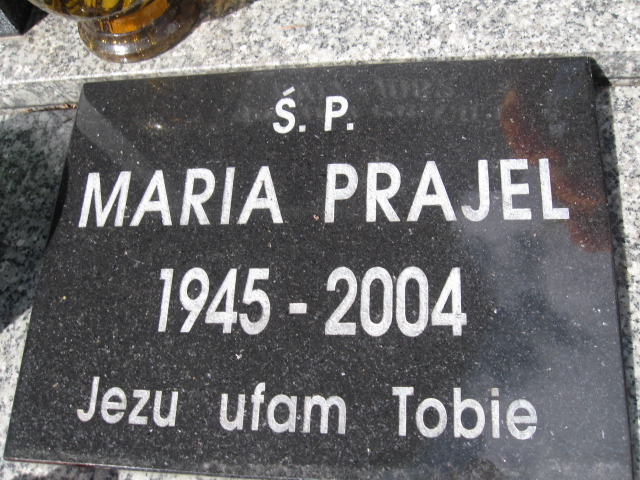 Ś. P.
MARIA PRAJEL
1945 - 2004
Jezu ufam Tobie